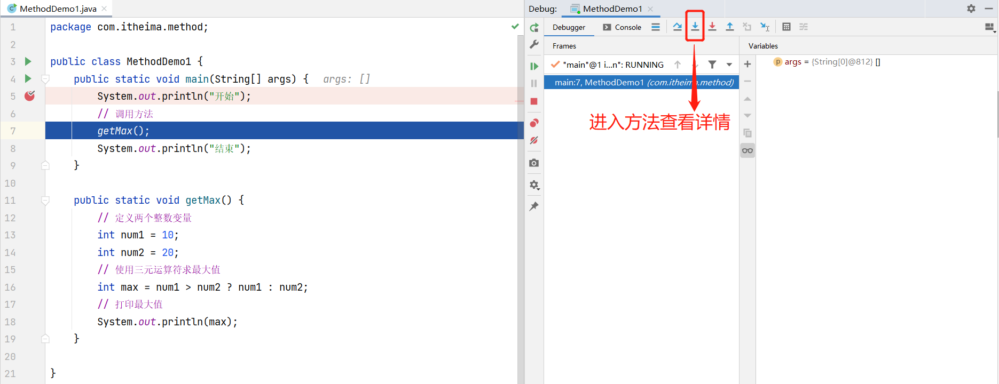 MethodDemo1.java
1 package com.itheima.method;
2
3 public class MethodDemo1 {
4 public static void main(String[] args) { args: []
5 System.out.println("开始");
6 // 调用方法
7 getMax();
8 System.out.println("结束");
9 }
10
11 public static void getMax() {
12 // 定义两个整数变量
13 int num1 = 10;
14 int num2 = 20;
15 // 使用三元运算符求最大值
16 int max = num1 > num2 ? num1 : num2;
17 // 打印最大值
18 System.out.println(max);
19 }
20
21 }
Debug: MethodDemo1
Debugger Console
Frames
"main"@1 i...n": RUNNING
main:7, MethodDemo1 (com.itheima.method)
进入方法查看详情
Variables
p args = {String[0]@812} []